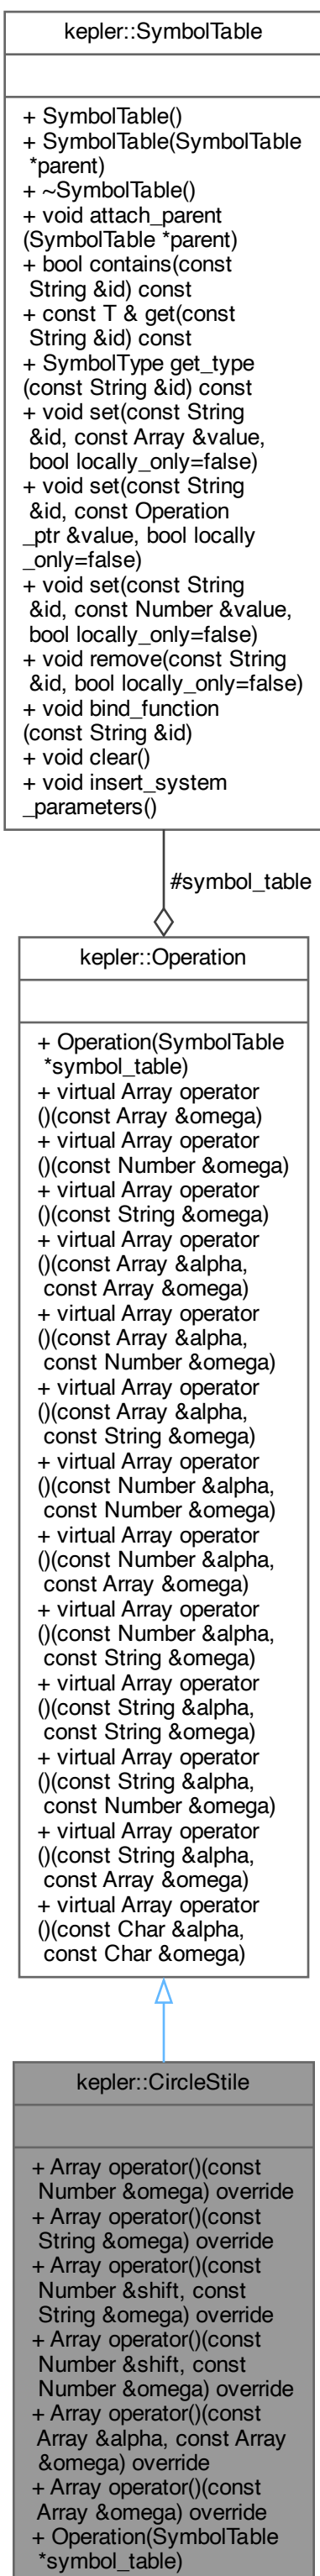 kepler::SymbolTable
+ SymbolTable()
+ SymbolTable(SymbolTable
*parent)
+ ~SymbolTable()
+ void attach_parent
(SymbolTable *parent)
+ bool contains(const
String &id) const
+ const T & get(const
String &id) const
+ SymbolType get_type
(const String &id) const
+ void set(const String
&id, const Array &value,
bool locally_only=false)
+ void set(const String
&id, const Operation
_ptr &value, bool locally
_only=false)
+ void set(const String
&id, const Number &value,
bool locally_only=false)
+ void remove(const String
&id, bool locally_only=false)
+ void bind_function
(const String &id)
+ void clear()
+ void insert_system
_parameters()
#symbol_table
kepler::Operation
+ Operation(SymbolTable
*symbol_table)
+ virtual Array operator
()(const Array &omega)
+ virtual Array operator
()(const Number &omega)
+ virtual Array operator
()(const String &omega)
+ virtual Array operator
()(const Array &alpha,
const Array &omega)
+ virtual Array operator
()(const Array &alpha,
const Number &omega)
+ virtual Array operator
()(const Array &alpha,
const String &omega)
+ virtual Array operator
()(const Number &alpha,
const Number &omega)
+ virtual Array operator
()(const Number &alpha,
const Array &omega)
+ virtual Array operator
()(const Number &alpha,
const String &omega)
+ virtual Array operator
()(const String &alpha,
const String &omega)
+ virtual Array operator
()(const String &alpha,
const Number &omega)
+ virtual Array operator
()(const String &alpha,
const Array &omega)
+ virtual Array operator
()(const Char &alpha,
const Char &omega)
kepler::CircleStile
+ Array operator()(const
Number &omega) override
+ Array operator()(const
String &omega) override
+ Array operator()(const
Number &shift, const
String &omega) override
+ Array operator()(const
Number &shift, const
Number &omega) override
+ Array operator()(const
Array &alpha, const Array
&omega) override
+ Array operator()(const
Array &omega) override
+ Operation(SymbolTable
*symbol_table)